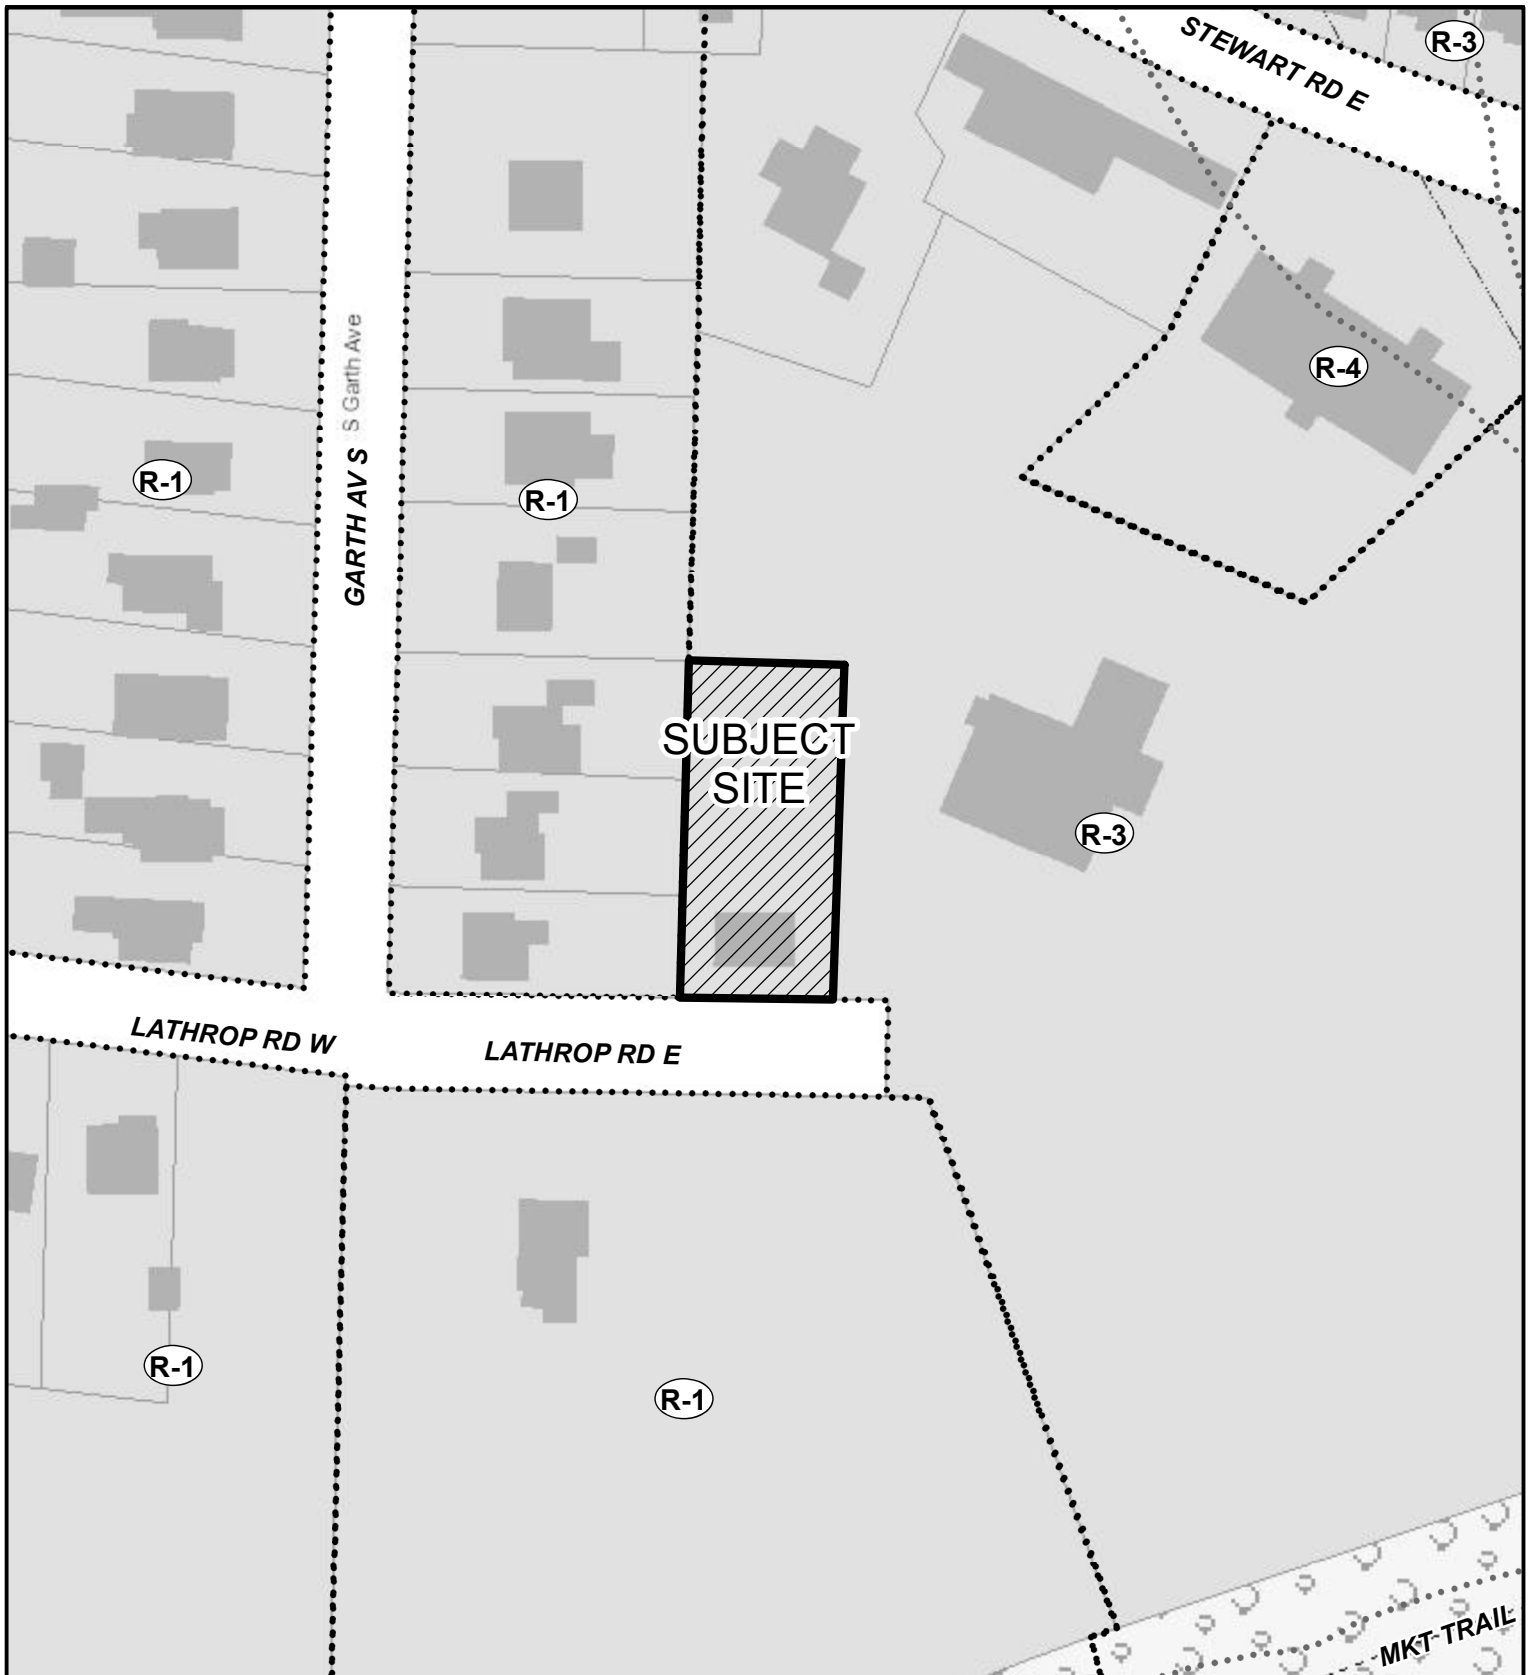 STEWART RD E
R-3
R-4
S Garth Ave
GARTH AV S
R-1
R-1
SUBJECT
SITE
R-3
LATHROP RD W
LATHROP RD E
R-1
R-1
MKT TRAIL